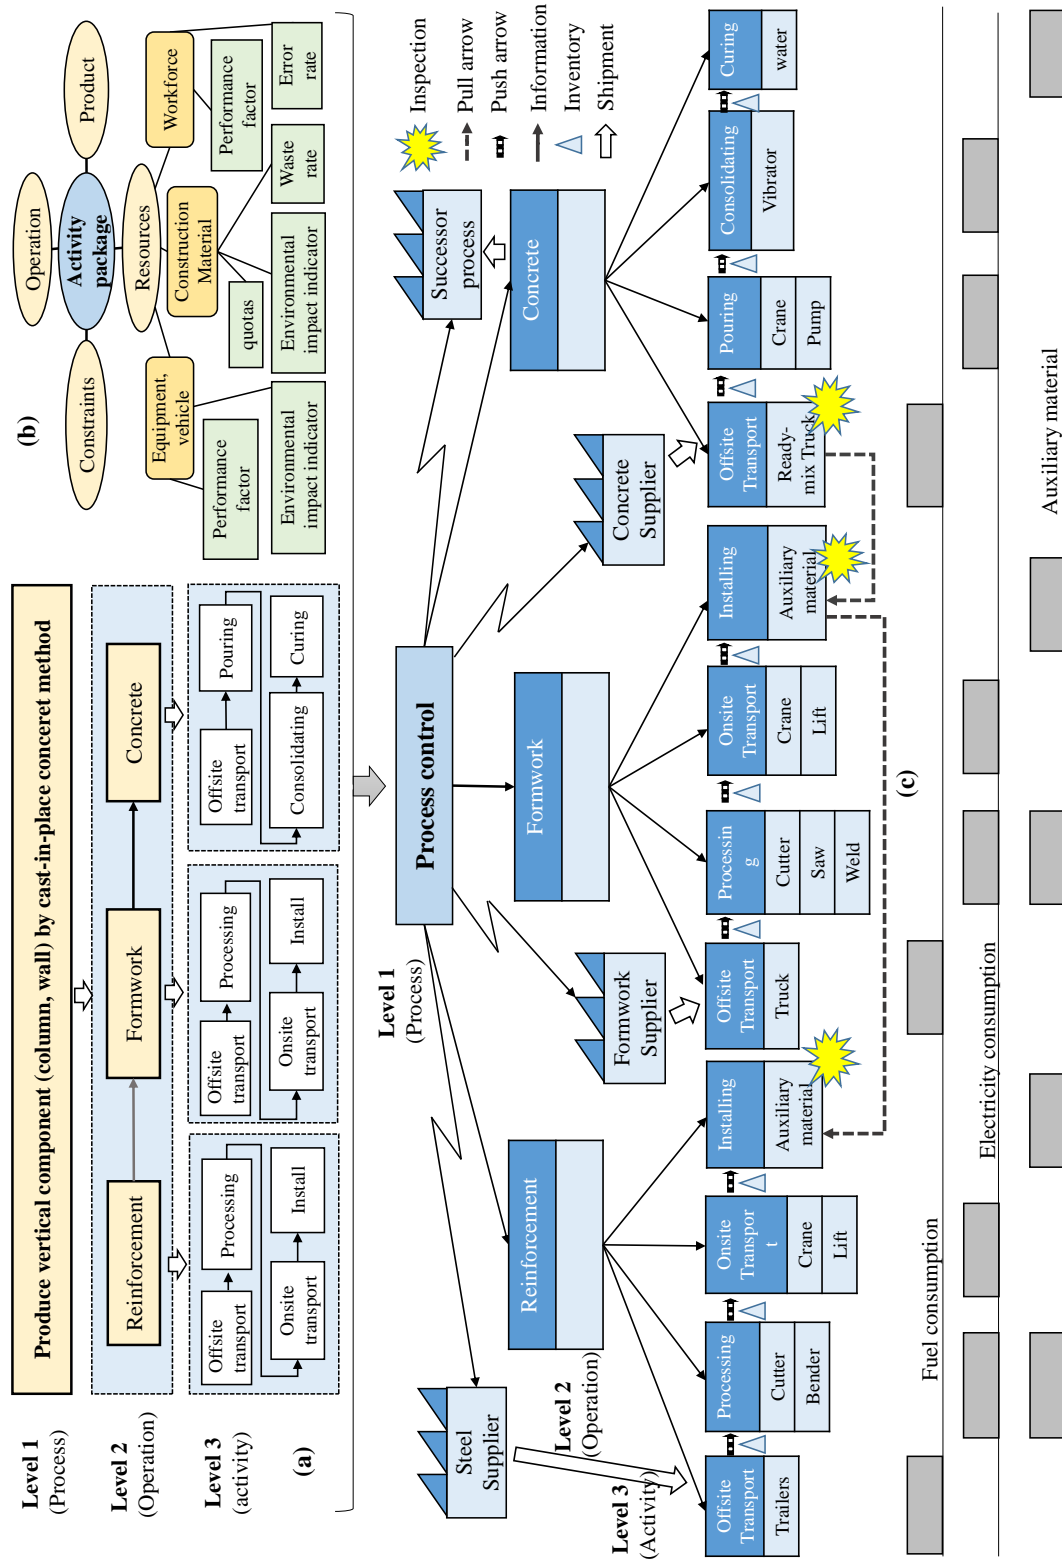 Level 1
(Process)
Produce vertical component (column, wall) by cast-in-place conceret method
Level 2
(Operation)
Reinforcement
Formwork
Concrete
Level 3
(activity)
Offsite
transport
Processing
Onsite
transport
Install
Offsite
transport
Processing
Onsite
transport
Install
Offsite
transport
Pouring
Consolidating
Curing
(a)
(b)
Operation
Constraints
Activity
package
Product
Resources
Equipment,
vehicle
Construction
Material
Workforce
Performance
factor
quotas
Performance
factor
Environmental
impact indicator
Environmental
impact indicator
Waste
rate
Error
rate
Level 1
(Process)
Process control
Steel
Supplier
Formwork
Supplier
Concrete
Supplier
Successor
process
Inspection
Pull arrow
Push arrow
Information
Inventory
Shipment
Level 2
(Operation)
Reinforcement
Formwork
Concrete
Level 3
(Activity)
Offsite
Transport
Trailers
Processing
Cutter
Bender
Onsite
Transpor
t
Crane
Lift
Installing
Auxiliary
material
Offsite
Transport
Truck
Processin
g
Cutter
Saw
Weld
Onsite
Transport
Crane
Lift
Installing
Auxiliary
material
Offsite
Transport
Ready-
mix Truck
Pouring
Crane
Pump
Consolidating
Vibrator
Curing
water
(c)
Fuel consumption
Electricity consumption
Auxiliary material